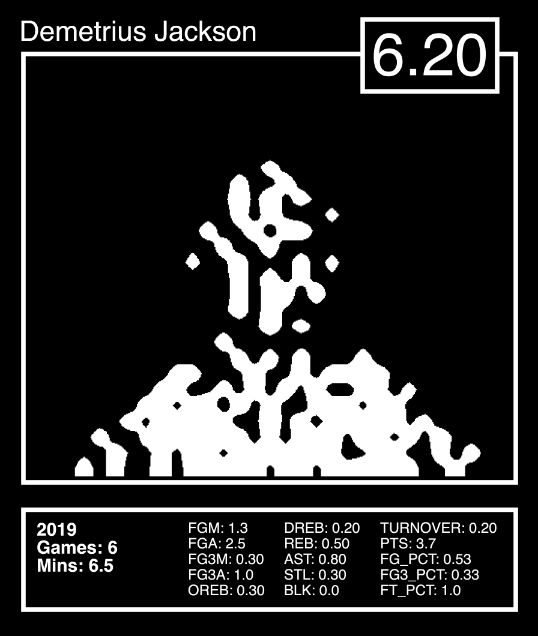 Demetrius Jackson
6.20
2019
Games: 6
Mins: 6.5
FGM: 1.3
FGA: 2.5
FG3M: 0.30
FG3A: 1.0
OREB: 0.30
DREB: 0.20
REB: 0.50
AST: 0.80
STL: 0.30
BLK: 0.0
TURNOVER: 0.20
PTS: 3.7
FG_PCT: 0.53
FG3_PCT: 0.33
FT_PCT: 1.0